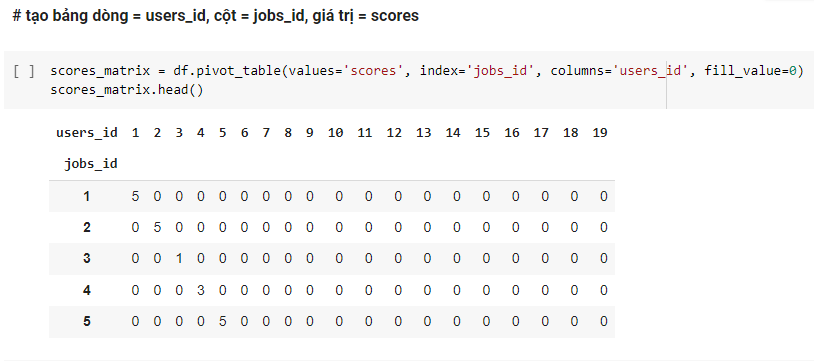 # tạo bảng dòng = users_id, cột = jobs_id, giá trị = scores
[ ] scores_matrix = df.pivot_table(values='scores', index='jobs_id', columns='users_id', fill_value=0)
scores_matrix.head()
users_id 1 2 3 4 5 6 7 8 9 10 11 12 13 14 15 16 17 18 19
jobs_id
1 5 0 0 0 0 0 0 0 0 0 0 0 0 0 0 0 0 0 0
2 0 5 0 0 0 0 0 0 0 0 0 0 0 0 0 0 0 0 0
3 0 0 1 0 0 0 0 0 0 0 0 0 0 0 0 0 0 0 0
4 0 0 0 3 0 0 0 0 0 0 0 0 0 0 0 0 0 0 0
5 0 0 0 0 5 0 0 0 0 0 0 0 0 0 0 0 0 0 0